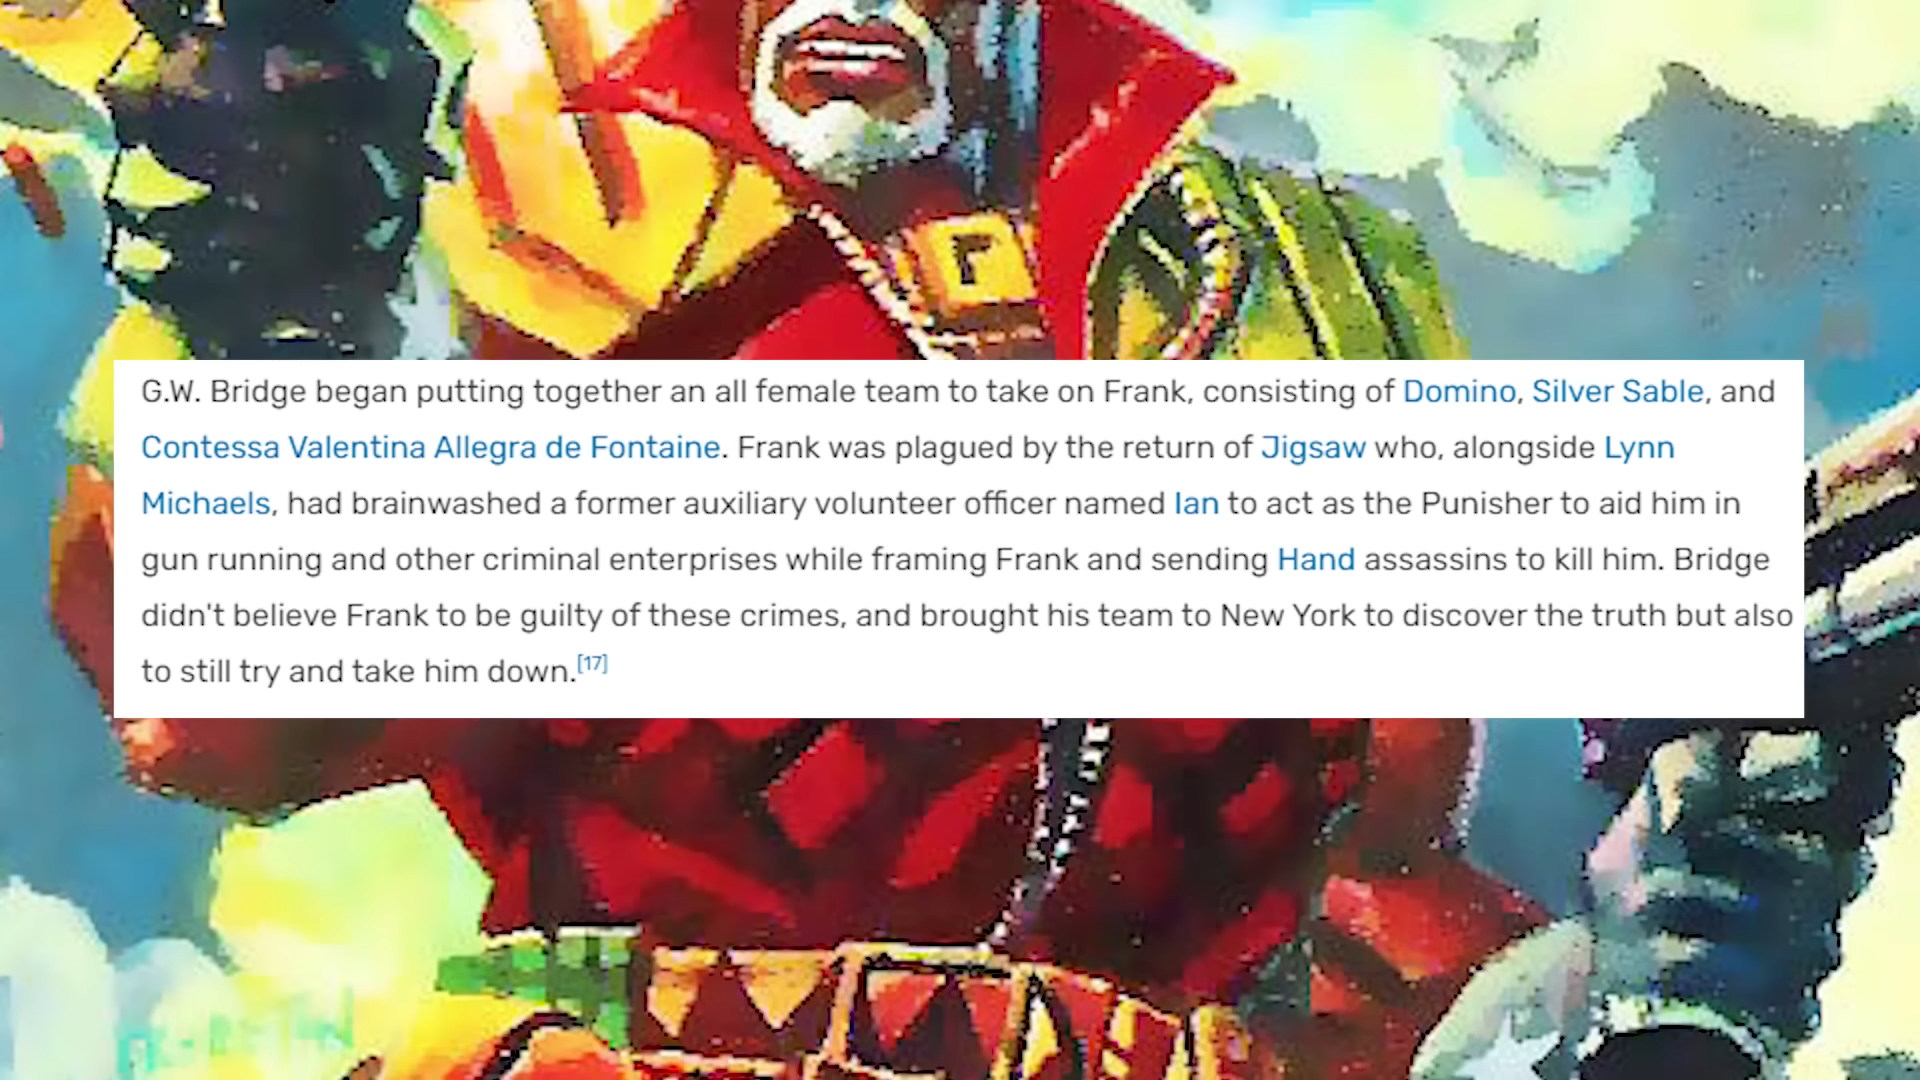 G.W. Bridge began putting together an all female team to take on Frank, consisting of Domino, Silver Sable, and
Contessa Valentina Allegra de Fontaine. Frank was plagued by the return of Jigsaw who, alongside Lynn
Michaels, had brainwashed a former auxiliary volunteer officer named Ian to act as the Punisher to aid him in
gun running and other criminal enterprises while framing Frank and sending Hand assassins to kill him. Bridge
didn't believe Frank to be guilty of these crimes, and brought his team to New York to discover the truth but also
to still try and take him down.[17]